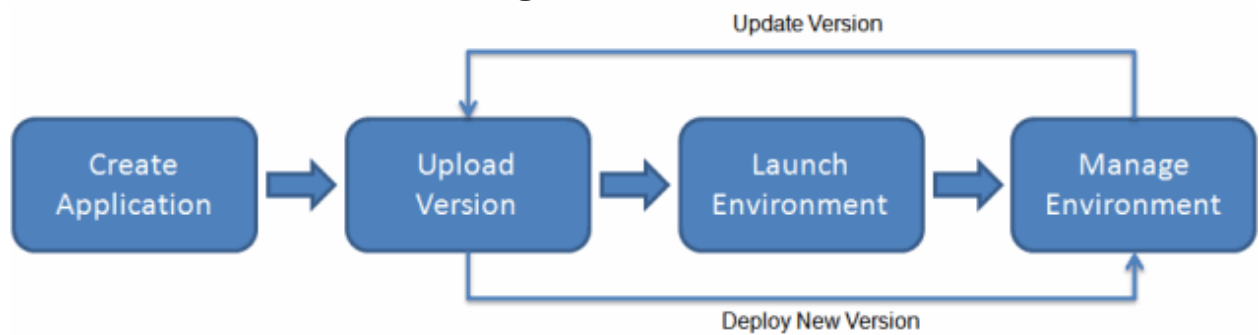 Update Version
Create
Application
Upload
Version
Launch
Environment
Manage
Environment
Deploy New Version